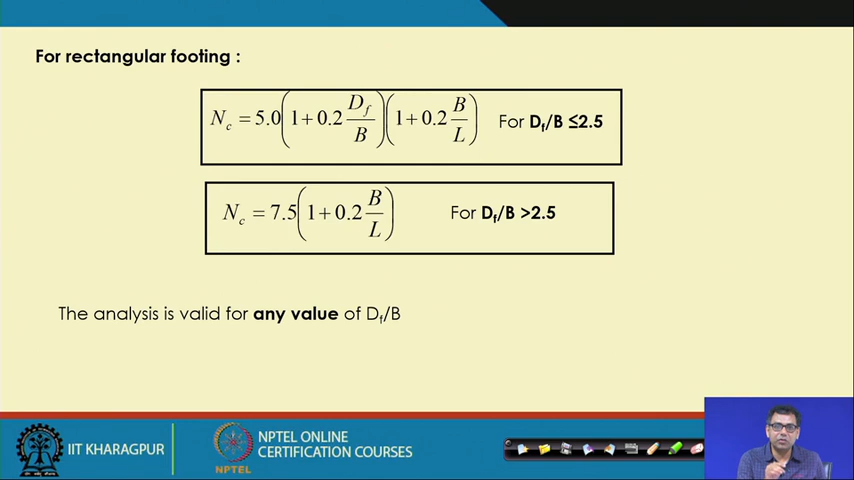 For rectangular footing :
N_c = 5.0(1+0.2 D_f/B)(1+0.2 B/L) For D_f/B ≤2.5
N_c = 7.5(1+0.2 B/L) For D_f/B >2.5
The analysis is valid for any value of D_f/B
IIT KHARAGPUR
NPTEL
NPTEL ONLINE
CERTIFICATION COURSES